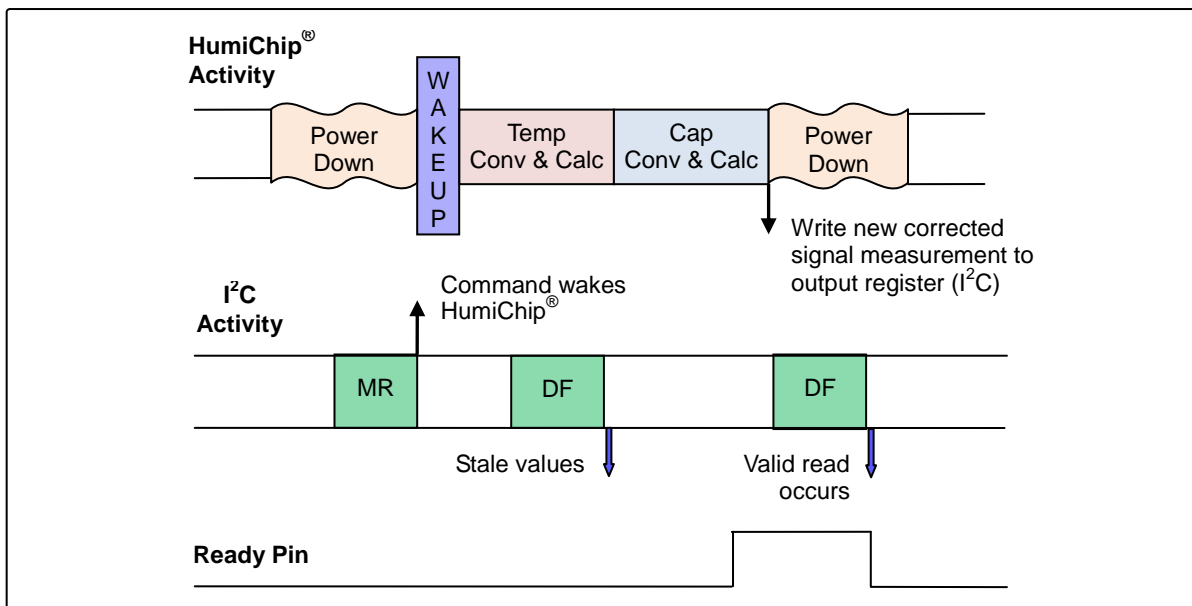 HumiChip®
Activity
W
A
K
E
U
P
Power
Down
Temp
Conv & Calc
Cap
Conv & Calc
Power
Down
Write new corrected
signal measurement to
output register (I²C)
Command wakes
HumiChip®
I²C
Activity
MR
DF
DF
Stale values
Valid read
occurs
Ready Pin